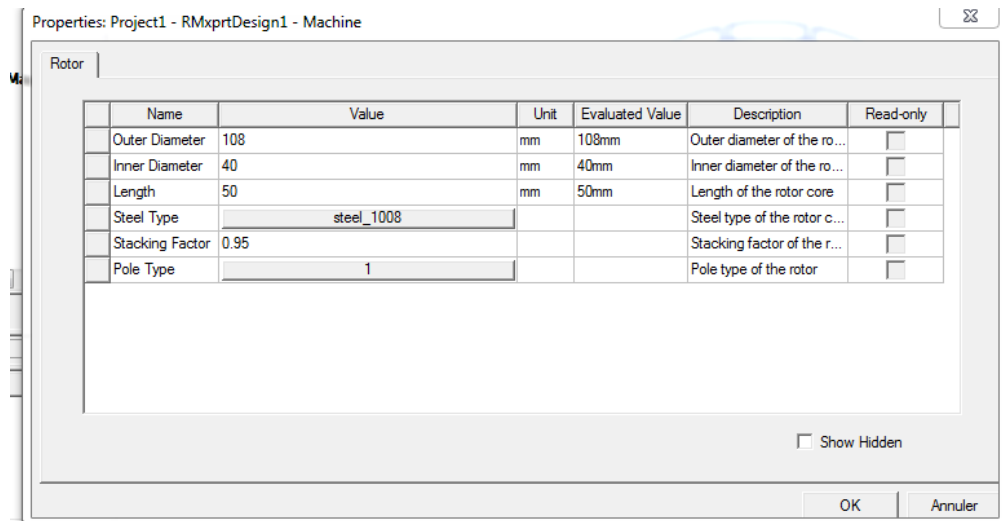 Properties: Project1 - RMxprtDesign1 - Machine
Rotor
Ma
Name Value Unit Evaluated Value Description Read-only
Outer Diameter 108 mm 108mm Outer diameter of the ro...
Inner Diameter 40 mm 40mm Inner diameter of the ro...
Length 50 mm 50mm Length of the rotor core
Steel Type steel_1008 Steel type of the rotor c...
Stacking Factor 0.95 Stacking factor of the r...
Pole Type 1 Pole type of the rotor
Show Hidden
OK Annuler